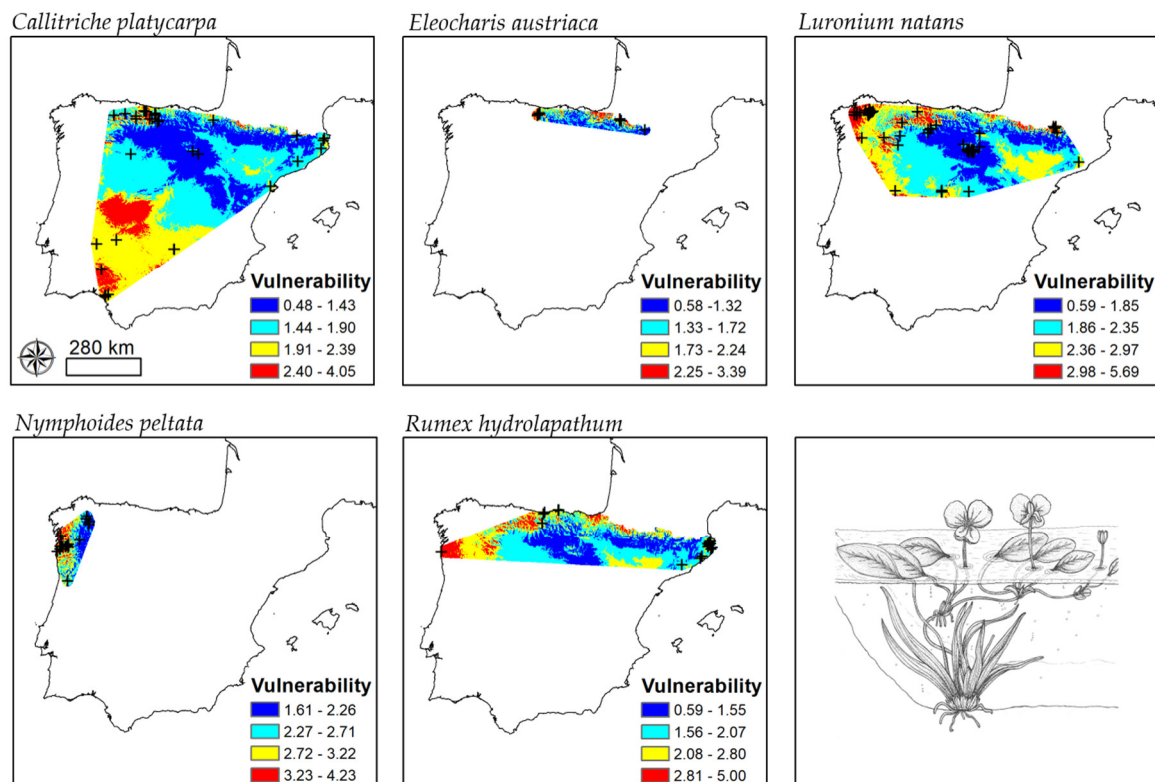 Callitriche platycarpa
Eleocharis austriaca
Luronium natans
Vulnerability
0.48 - 1.43
1.44 - 1.90
1.91 - 2.39
2.40 - 4.05
280 km
Vulnerability
0.58 -1.32
1.33 - 1.72
1.73 - 2.24
2.25 - 3.39
Vulnerability
0.59 - 1.85
1.86 - 2.35
2.36 - 2.97
2.98 - 5.69
Nymphoides peltata
Rumex hydrolapathum
Vulnerability
1.61 - 2.26
2.27 - 2.71
2.72 - 3.22
3.23 - 4.23
Vulnerability
0.59 - 1.55
1.56 - 2.07
2.08 - 2.80
2.81 - 5.00